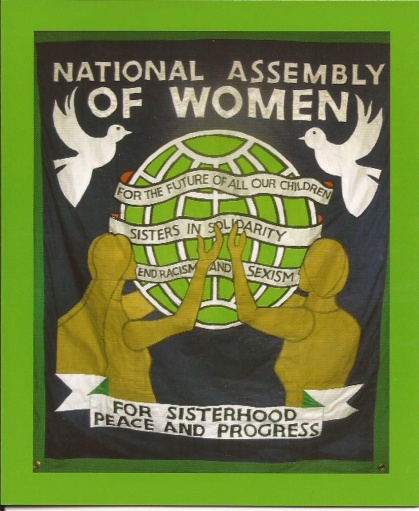 NATIONAL ASSEMBLY
OF WOMEN
FOR THE FUTURE OF ALL OUR CHILDREN
SISTERS IN SOLIDARITY
END RACISM AND SEXISM
FOR SISTERHOOD
PEACE AND PROGRESS